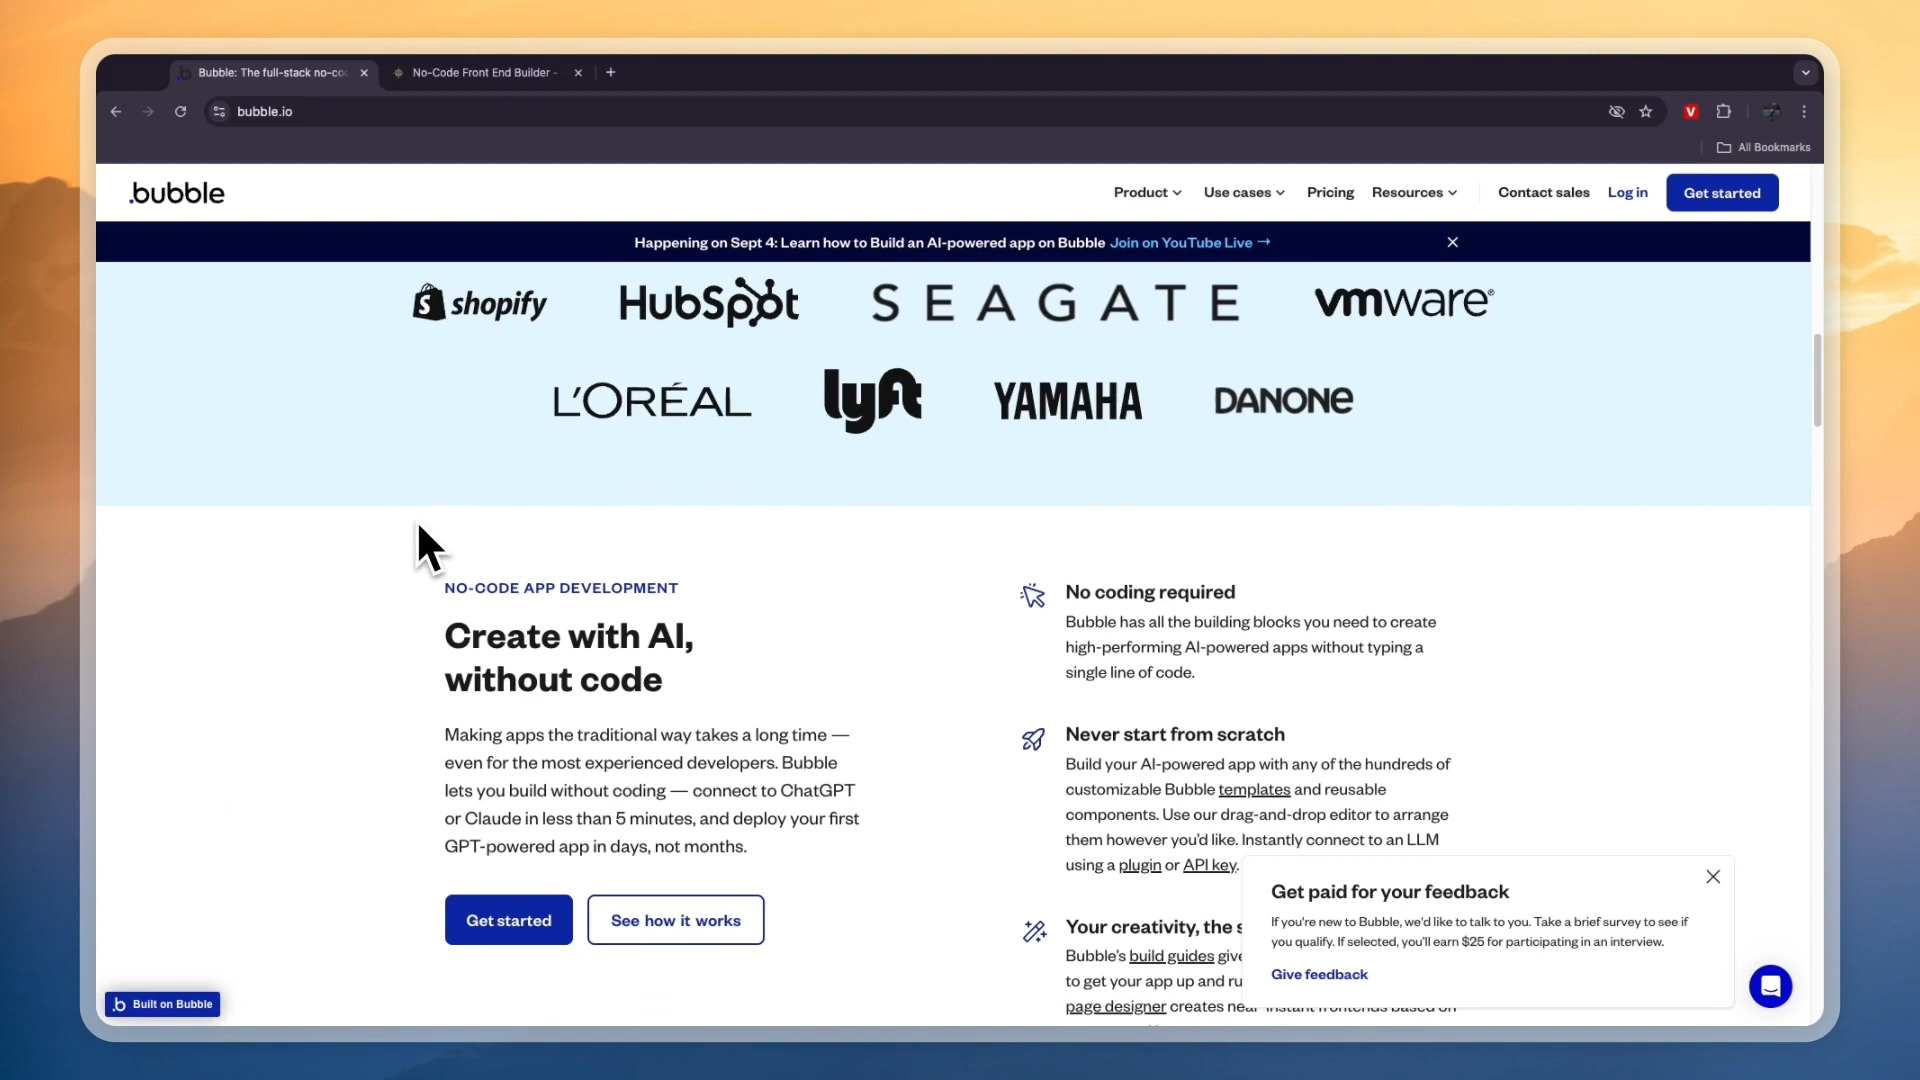 Bubble: The full-stack no-co
No-Code Front End Builder -
bubble.io
V
All Bookmarks
.bubble
Product
Use cases
Pricing
Resources
Contact sales
Log in
Get started
Happening on Sept 4: Learn how to Build an AI-powered app on Bubble Join on YouTube Live →
shopify
HubSpot
SEAGATE
vmware®
L'ORÉAL
lyft
YAMAHA
DANONE
NO-CODE APP DEVELOPMENT
Create with AI,
without code
Making apps the traditional way takes a long time —
even for the most experienced developers. Bubble
lets you build without coding — connect to ChatGPT
or Claude in less than 5 minutes, and deploy your first
GPT-powered app in days, not months.
Get started
See how it works
No coding required
Bubble has all the building blocks you need to create
high-performing AI-powered apps without typing a
single line of code.
Never start from scratch
Build your AI-powered app with any of the hundreds of
customizable Bubble templates and reusable
components. Use our drag-and-drop editor to arrange
them however you'd like. Instantly connect to an LLM
using a plugin or API key.
Your creativity, the s
Bubble's build guides give
to get your app up and ru
page designer creates near-instant frontends based on
Get paid for your feedback
If you're new to Bubble, we'd like to talk to you. Take a brief survey to see if
you qualify. If selected, you'll earn $25 for participating in an interview.
Give feedback
b Built on Bubble